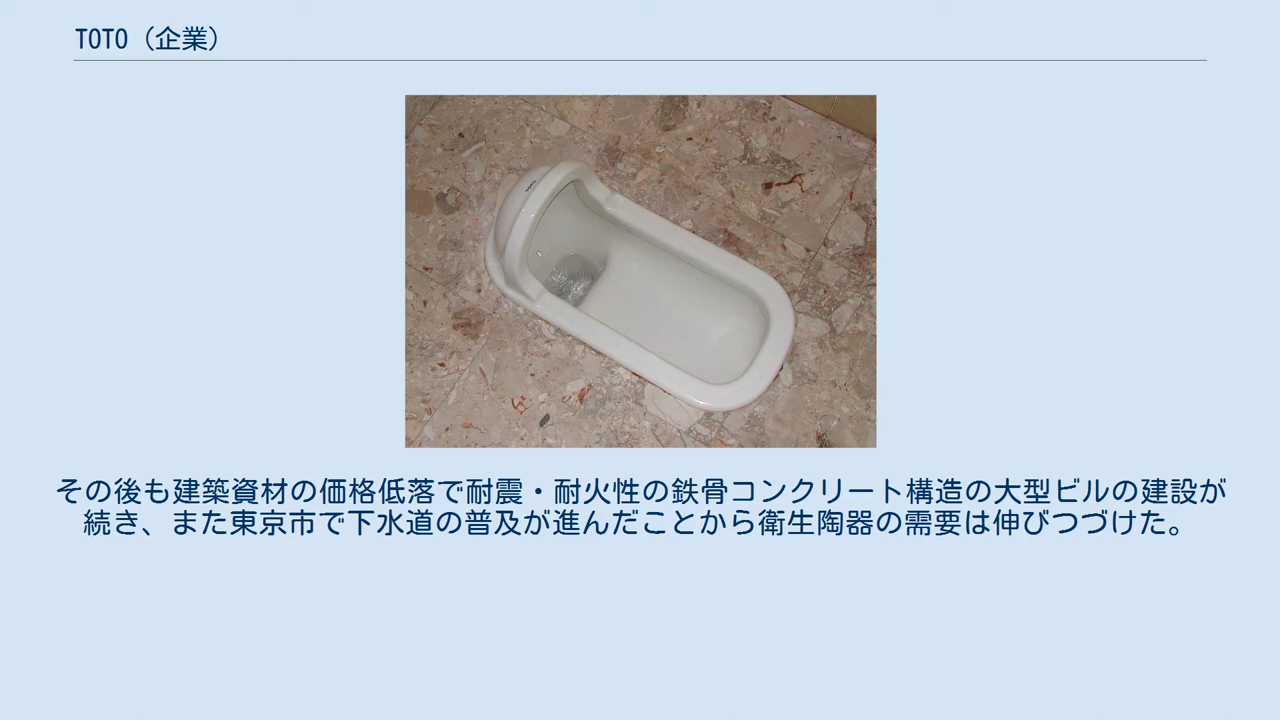 TOTO（企業）
その後も建築資材の価格低落で耐震・耐火性の鉄骨コンクリート構造の大型ビルの建設が
続き、また東京市で下水道の普及が進んだことから衛生陶器の需要は伸びつづけた。